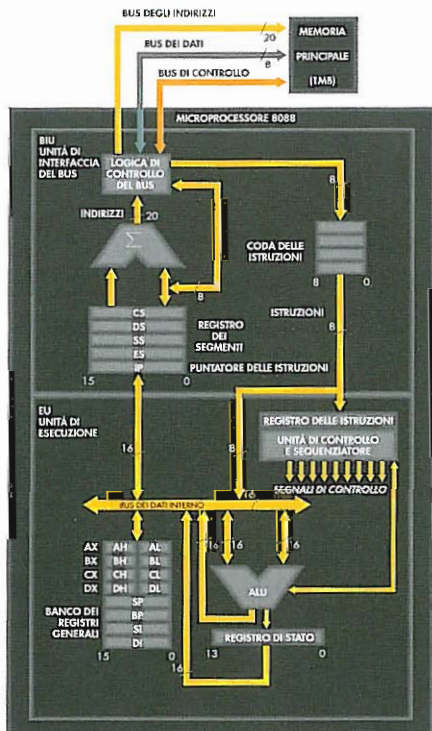 BUS DEGLI INDIRIZZI
20
BUS DEI DATI
8
BUS DI CONTROLLO
MEMORIA
PRINCIPALE
(1MB)
MICROPROCESSORE 8088
BIU
UNITÀ DI
INTERFACCIA
DEL BUS
LOGICA DI
CONTROLLO
DEL BUS
8
INDIRIZZI
20
Σ
8
CODA DELLE
ISTRUZIONI
8 0
CS
DS
SS
ES
IP
REGISTRO
DEI
SEGMENTI
ISTRUZIONI
8
15 0
PUNTATORE DELLE ISTRUZIONI
EU
UNITÀ DI
ESECUZIONE
16
8
REGISTRO DELLE ISTRUZIONI
UNITÀ DI CONTROLLO
E SEQUENZIATORE
SEGNALI DI CONTROLLO
BUS DEI DATI INTERNO
16
AX AH AL
BX BH BL
CX CH CL
DX DH DL
SP
BP
SI
DI
BANCO DEI
REGISTRI
GENERALI
15 0
16
16
16
ALU
REGISTRO DI STATO
13 0
16